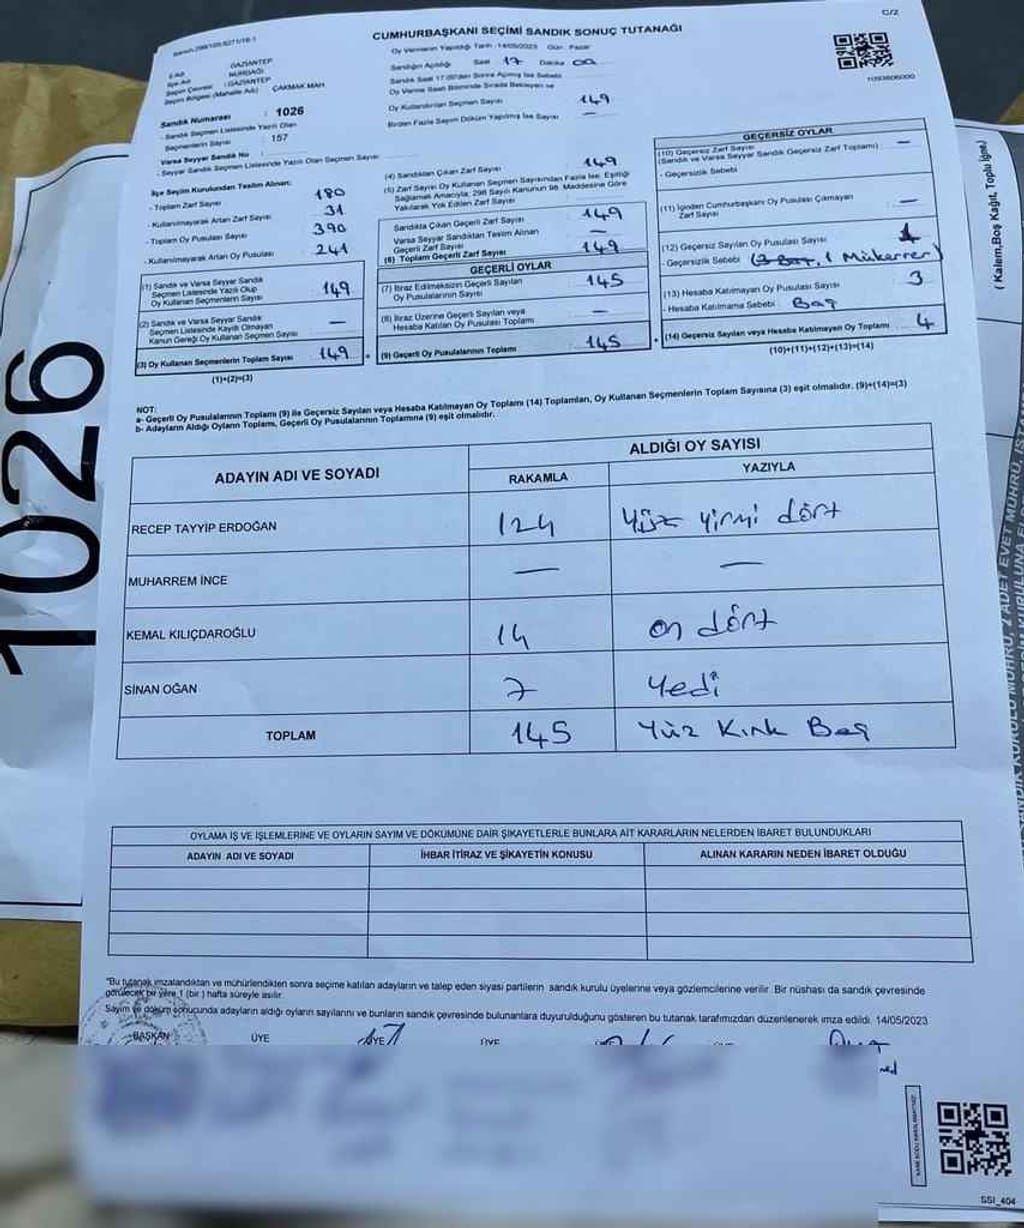 C/2
CUMHURBAŞKANI SEÇİMİ SANDIK SONUÇ TUTANAĞI
Oy Vermenin Yapıldığı Tarih :14/05/2023 Gün : Pazar
Sandığın Açıldığı Saat 17 Dakika 00
Sandık Saat 17:00'den Sonra Açılmış İse Sebebi
Oy Verme Saati Bitiminde Sırada Bekleyen ve
Oy Kullandırılan Seçmen Sayısı 149
Birden Fazla Sayım Döküm Yapılmış İse Sayısı —
İl Adı : GAZİANTEP
İlçe Adı : NURDAĞI
Seçim Çevresi : GAZİANTEP
Seçim Bölgesi (Mahalle Adı) : ÇAKMAK MAH.
Sandık Numarası : 1026
- Sandık Seçmen Listesinde Yazılı Olan
Seçmenlerin Sayısı : 157
Varsa Seyyar Sandık No :
- Seyyar Sandık Seçmen Listesinde Yazılı Olan Seçmen Sayısı
İlçe Seçim Kurulundan Teslim Alınan:
- Toplam Zarf Sayısı 180
- Kullanılmayarak Artan Zarf Sayısı 31
- Toplam Oy Pusulası Sayısı 390
- Kullanılmayarak Artan Oy Pusulası 241
(1) Sandık ve Varsa Seyyar Sandık
Seçmen Listesinde Yazılı Olup
Oy Kullanan Seçmenlerin Sayısı 149
(2) Sandık ve Varsa Seyyar Sandık
Seçmen Listesinde Kayıtlı Olmayan
Kanun Gereği Oy Kullanan Seçmen Sayısı —
(3) Oy Kullanan Seçmenlerin Toplam Sayısı 149
(1)+(2)=(3)
(4) Sandıktan Çıkan Zarf Sayısı 149
(5) Zarf Sayısı Oy Kullanan Seçmen Sayısından Fazla İse, Eşitliği
Sağlamak Amacıyla, 298 Sayılı Kanunun 98. Maddesine Göre
Yakılarak Yok Edilen Zarf Sayısı
Sandıkta Çıkan Geçerli Zarf Sayısı 149
Varsa Seyyar Sandıktan Teslim Alınan
Geçerli Zarf Sayısı —
(6) Toplam Geçerli Zarf Sayısı 149
GEÇERLİ OYLAR
(7) İtiraz Edilmeksizin Geçerli Sayılan
Oy Pusulalarının Sayısı 145
(8) İtiraz Üzerine Geçerli Sayılan veya
Hesaba Katılan Oy Pusulası Toplamı —
(9) Geçerli Oy Pusulalarının Toplamı 145
1093606000
GEÇERSİZ OYLAR
(10) Geçersiz Zarf Sayısı
(Sandık ve Varsa Seyyar Sandık Geçersiz Zarf Toplamı) —
- Geçersizlik Sebebi
(11) İçinden Cumhurbaşkanı Oy Pusulası Çıkmayan
Zarf Sayısı —
(12) Geçersiz Sayılan Oy Pusulası Sayısı 1
- Geçersizlik Sebebi (3 Boş, 1 Mükerrer)
(13) Hesaba Katılmayan Oy Pusulası Sayısı 3
- Hesaba Katılmama Sebebi : Boş
(14) Geçersiz Sayılan veya Hesaba Katılmayan Oy Toplamı 4
(10)+(11)+(12)+(13)=(14)
NOT:
a- Geçerli Oy Pusulalarının Toplamı (9) ile Geçersiz Sayılan veya Hesaba Katılmayan Oy Toplamı (14) Toplamları, Oy Kullanan Seçmenlerin Toplam Sayısına (3) eşit olmalıdır. (9)+(14)=(3)
b- Adayların Aldığı Oyların Toplamı, Geçerli Oy Pusulalarının Toplamına (9) eşit olmalıdır.
ADAYIN ADI VE SOYADI
ALDIĞI OY SAYISI
RAKAMLA YAZIYLA
RECEP TAYYİP ERDOĞAN 124 Yüz yirmi dört
MUHARREM İNCE — —
KEMAL KILIÇDAROĞLU 14 on dört
SİNAN OĞAN 7 Yedi
TOPLAM 145 Yüz Kırk Beş
OYLAMA İŞ VE İŞLEMLERİNE VE OYLARIN SAYIM VE DÖKÜMÜNE DAİR ŞİKAYETLERLE BUNLARA AİT KARARLARIN NELERDEN İBARET BULUNDUKLARI
ADAYIN ADI VE SOYADI İHBAR İTİRAZ VE ŞİKAYETİN KONUSU ALINAN KARARIN NEDEN İBARET OLDUĞU
*Bu tutanak imzalandıktan ve mühürlendikten sonra seçime katılan adayların ve talep eden siyasi partilerin sandık kurulu üyelerine veya gözlemcilerine verilir. Bir nüshası da sandık çevresinde
görülecek bir yere 1 (bir ) hafta süreyle asılır.
Sayım ve döküm sonucunda adayların aldığı oyların sayılarını ve bunların sandık çevresinde bulunanlara duyurulduğunu gösteren bu tutanak tarafımızdan düzenlenerek imza edildi. 14/05/2023
BAŞKAN ÜYE ÜYE ÜYE
SSI_404
1026
( Kalem,Boş Kağıt, Toplu İğne)